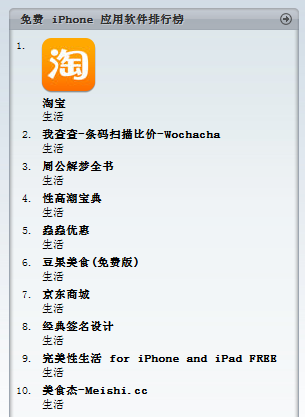 免费 iPhone 应用软件排行榜
1.
淘
淘宝
生活
2. 我查查-条码扫描比价-Wochacha
生活
3. 周公解梦全书
生活
4. 性高潮宝典
生活
5. 蟲蟲优惠
生活
6. 豆果美食(免费版)
生活
7. 京东商城
生活
8. 经典签名设计
生活
9. 完美性生活 for iPhone and iPad FREE
生活
10. 美食杰-Meishi.cc
生活